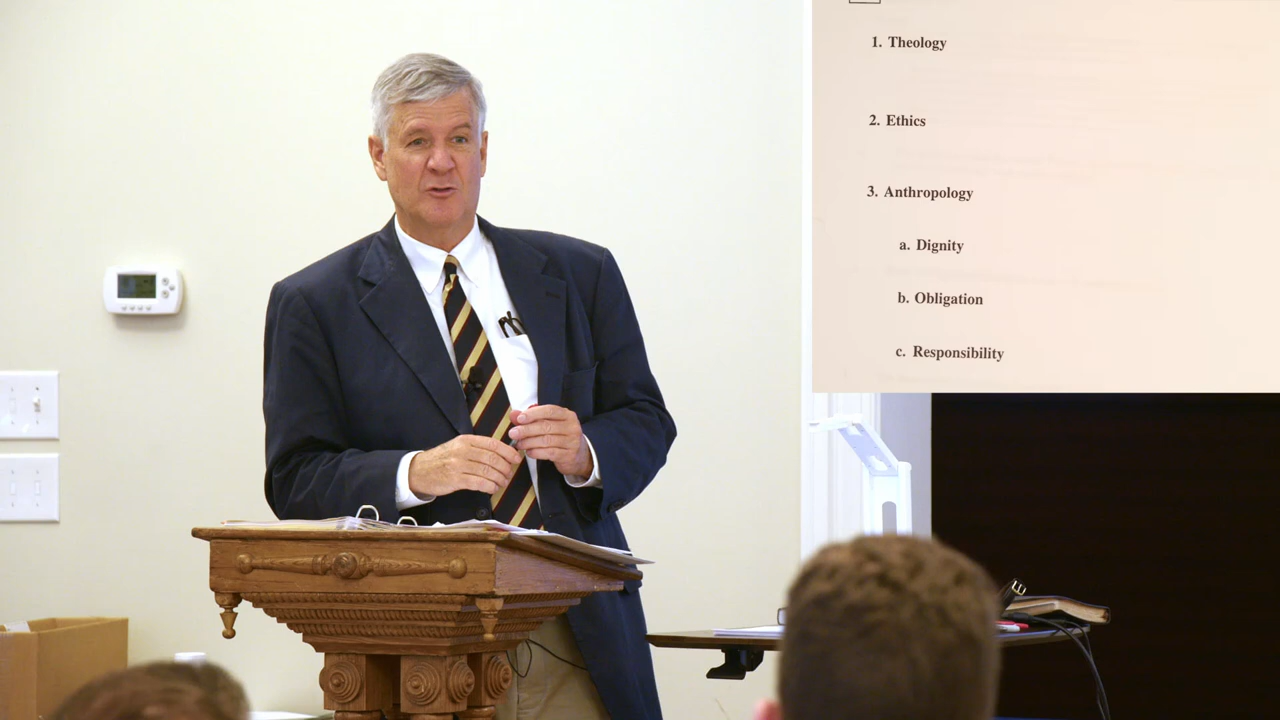 1. Theology
2. Ethics
3. Anthropology
a. Dignity
b. Obligation
c. Responsibility